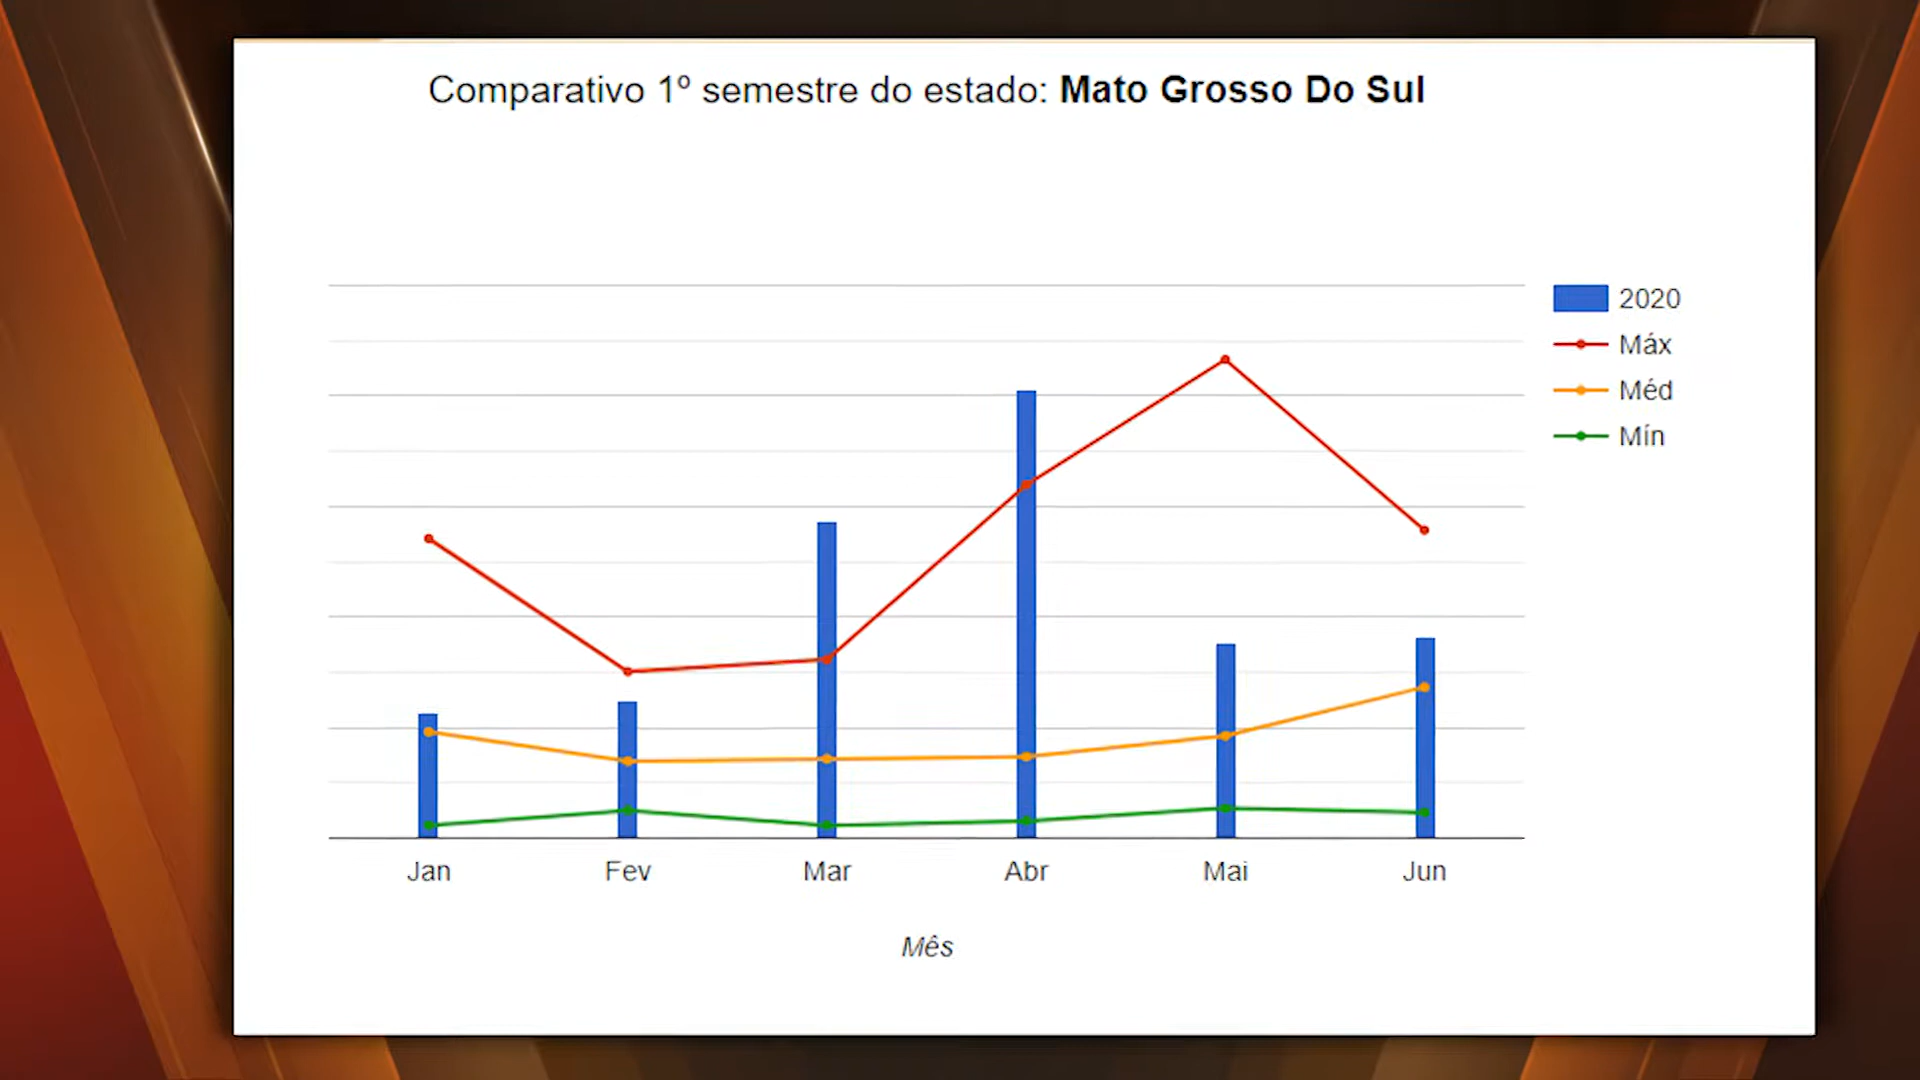 Comparativo 1º semestre do estado: Mato Grosso Do Sul
2020
Máx
Méd
Mín
Jan Fev Mar Abr Mai Jun
Mês